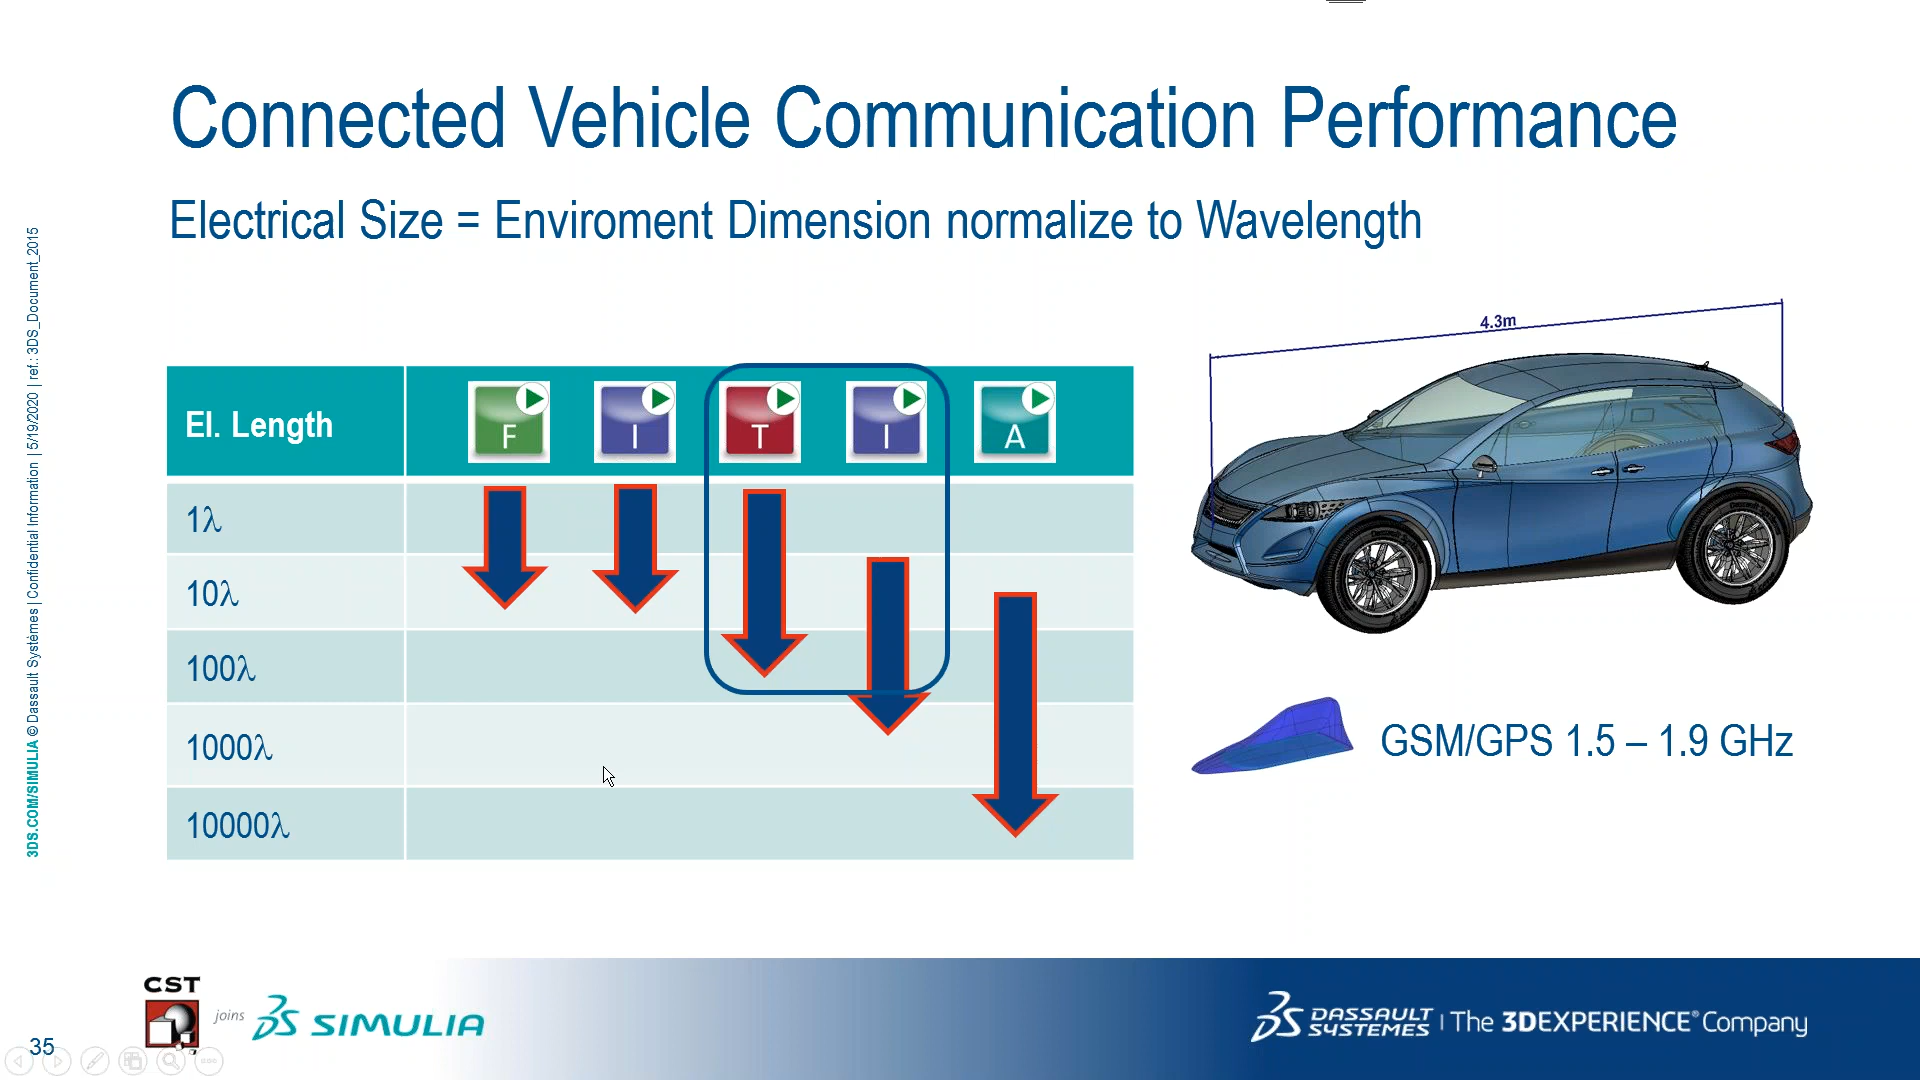 Connected Vehicle Communication Performance
Electrical Size = Enviroment Dimension normalize to Wavelength
3DS.COM/SIMULIA © Dassault Systèmes | Confidential Information | 5/19/2020 | ref.: 3DS_Document_2015
El. Length
F
I
T
I
A
1λ
10λ
100λ
1000λ
10000λ
4.3m
GSM/GPS 1.5 – 1.9 GHz
CST
joins
3DS SIMULIA
3DS DASSAULT SYSTEMES | The 3DEXPERIENCE® Company
35